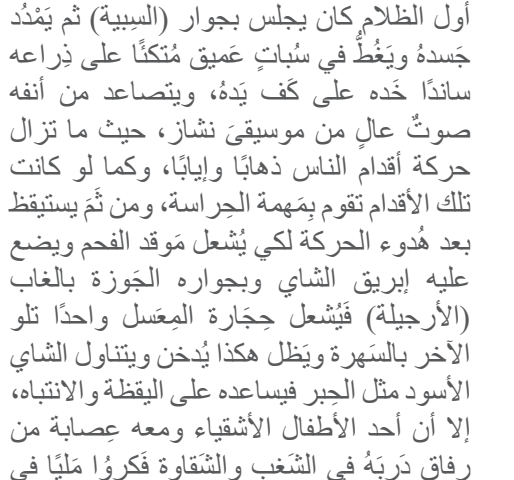 أول الظلام كان يجلس بجوار (السِبية) ثم يَمْدُد
جَسدهُ ويَغُطُّ في سُباتٍ عَميق مُتكئًا على ذِراعه
ساندًا خَده على كَف يَدهُ، ويتصاعد من أنفه
صوتٌ عالٍ من موسيقىَ نشاز، حيث ما تزال
حركة أقدام الناس ذهابًا وإيابًا، وكما لو كانت
تلك الأقدام تقوم بِمَهمة الحِراسة، ومن ثَمَ يستيقظ
بعد هُدوء الحركة لكي يُشعل مَوقد الفحم ويضع
عليه إبريق الشاي وبجواره الجَوزة بالغاب
(الأرجيلة) فَيُشعل حِجَارة المِعَسل واحدًا تلو
الآخر بالسَهرة ويَظل هكذا يُدخن ويتناول الشاي
الأسود مثل الحِبر فيساعده على اليقظة والانتباه،
إلا أن أحد الأطفال الأشقياء ومعه عِصابة من
رفاق دَربَهُ في الشَغب والشَقاوة فَكروُا مَليًا في